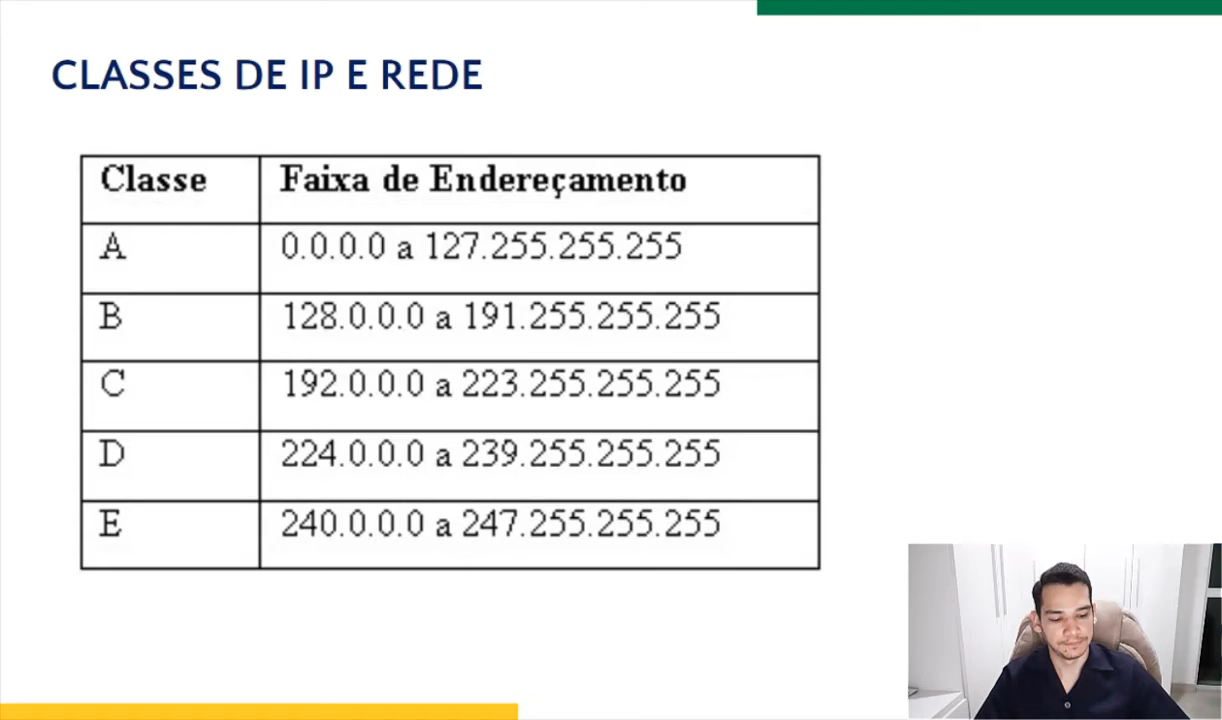 CLASSES DE IP E REDE
Classe Faixa de Endereçamento
A 0.0.0.0 a 127.255.255.255
B 128.0.0.0 a 191.255.255.255
C 192.0.0.0 a 223.255.255.255
D 224.0.0.0 a 239.255.255.255
E 240.0.0.0 a 247.255.255.255